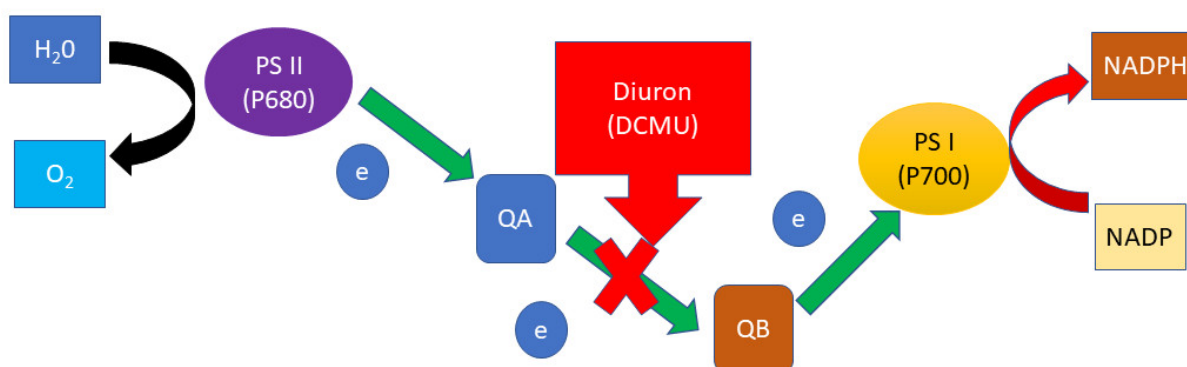 H₂0
O₂
PS II
(P680)
e
QA
e
Diuron
(DCMU)
QB
e
PS I
(P700)
NADPH
NADP